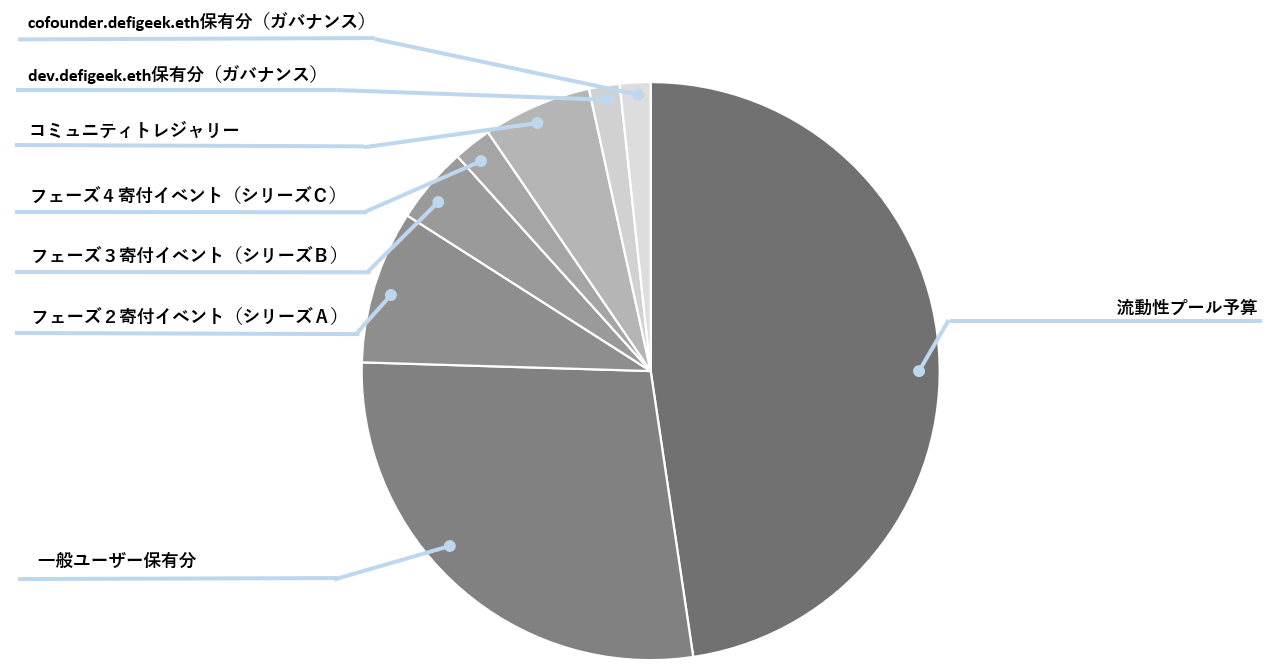 cofounder.defigeek.eth保有分（ガバナンス）
dev.defigeek.eth保有分（ガバナンス）
コミュニティトレジャリー
フェーズ４寄付イベント（シリーズＣ）
フェーズ３寄付イベント（シリーズＢ）
フェーズ２寄付イベント（シリーズＡ）
流動性プール予算
一般ユーザー保有分